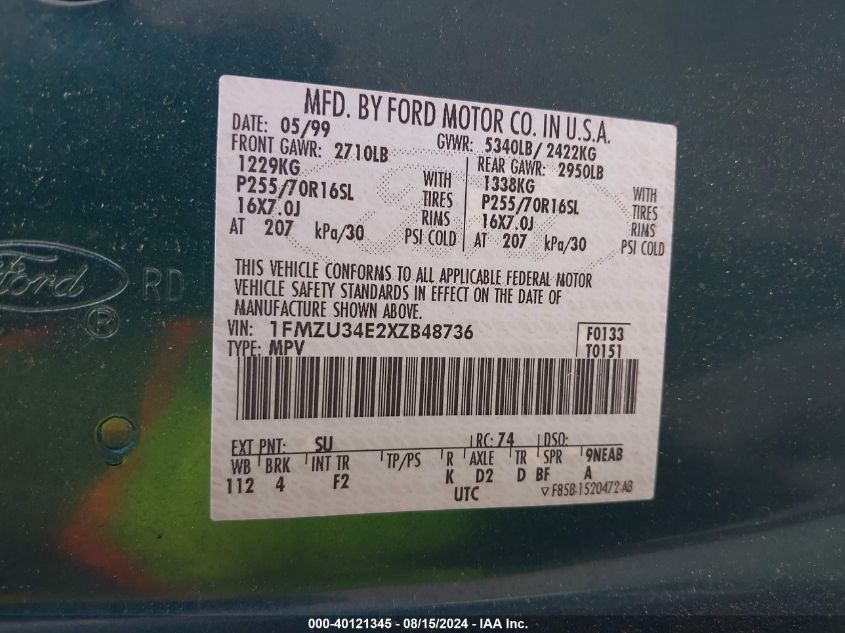 MFD. BY FORD MOTOR CO. IN U.S.A.
DATE: 05/99 GVWR: 5340LB/ 2422KG
FRONT GAWR: 2710LB REAR GAWR: 2950LB
1229KG WITH 1338KG WITH
P255/70R16SL TIRES P255/70R16SL TIRES
16X7.0J RIMS 16X7.0J RIMS
AT 207 kPa/30 PSI COLD AT 207 kPa/30 PSI COLD
THIS VEHICLE CONFORMS TO ALL APPLICABLE FEDERAL MOTOR
VEHICLE SAFETY STANDARDS IN EFFECT ON THE DATE OF
MANUFACTURE SHOWN ABOVE.
VIN: 1FMZU34E2XZB48736 F0133
TYPE: MPV T0151
EXT PNT: SU RC: 74 DSO:
WB BRK INT TR TP/PS R AXLE TR SPR 9NEAB
112 4 F2 K D2 D BF A
UTC ▽ F85B-1520472-AB
Ford RD
®
000-40121345 - 08/15/2024 - IAA Inc.